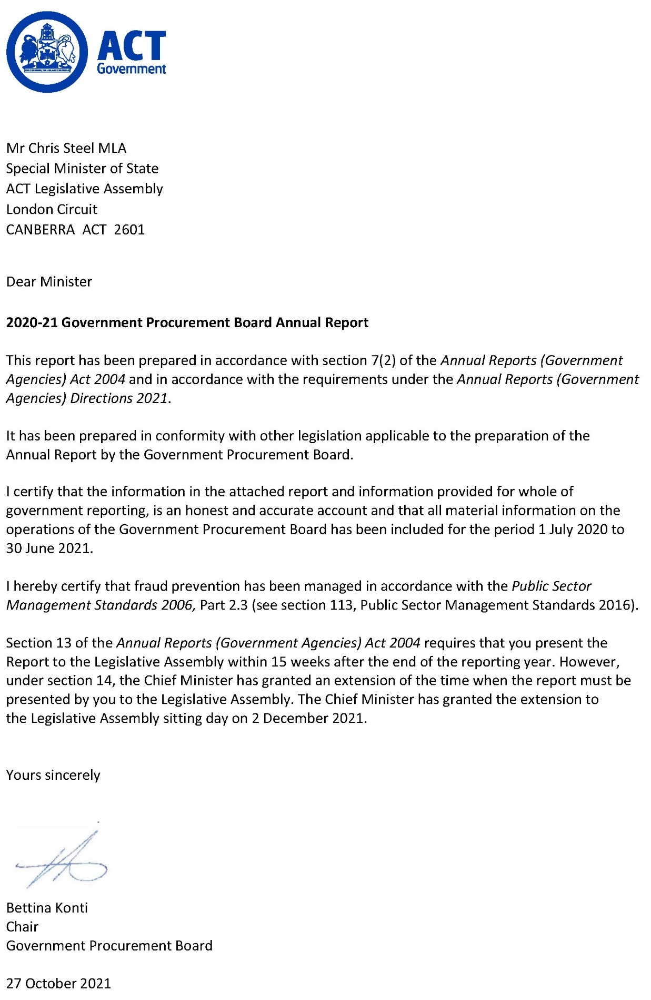 ACT
Government
Mr Chris Steel MLA
Special Minister of State
ACT Legislative Assembly
London Circuit
CANBERRA  ACT  2601
Dear Minister
2020-21 Government Procurement Board Annual Report
This report has been prepared in accordance with section 7(2) of the Annual Reports (Government
Agencies) Act 2004 and in accordance with the requirements under the Annual Reports (Government
Agencies) Directions 2021.
It has been prepared in conformity with other legislation applicable to the preparation of the
Annual Report by the Government Procurement Board.
I certify that the information in the attached report and information provided for whole of
government reporting, is an honest and accurate account and that all material information on the
operations of the Government Procurement Board has been included for the period 1 July 2020 to
30 June 2021.
I hereby certify that fraud prevention has been managed in accordance with the Public Sector
Management Standards 2006, Part 2.3 (see section 113, Public Sector Management Standards 2016).
Section 13 of the Annual Reports (Government Agencies) Act 2004 requires that you present the
Report to the Legislative Assembly within 15 weeks after the end of the reporting year. However,
under section 14, the Chief Minister has granted an extension of the time when the report must be
presented by you to the Legislative Assembly. The Chief Minister has granted the extension to
the Legislative Assembly sitting day on 2 December 2021.
Yours sincerely
Bettina Konti
Chair
Government Procurement Board
27 October 2021